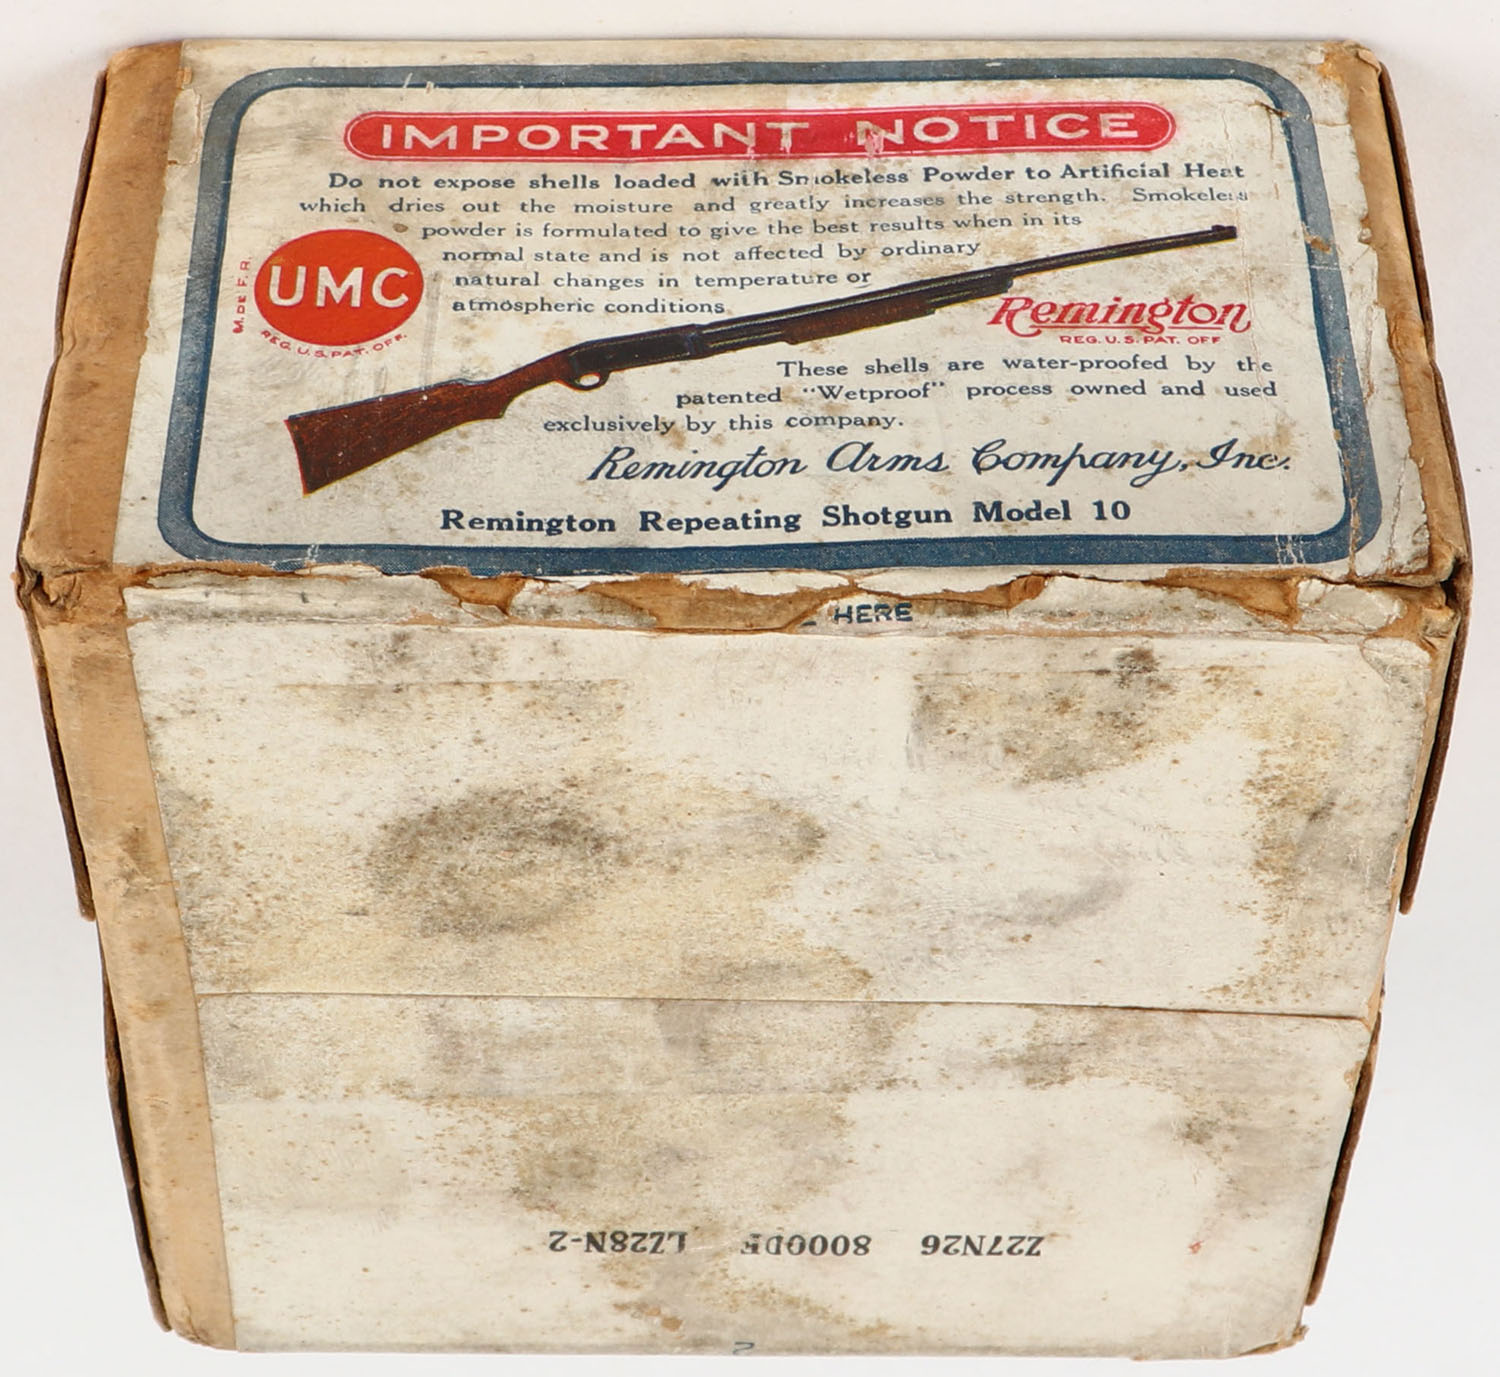 IMPORTANT NOTICE
Do not expose shells loaded with Smokeless Powder to Artificial Heat
which dries out the moisture and greatly increases the strength. Smokeless
powder is formulated to give the best results when in its
normal state and is not affected by ordinary
natural changes in temperature or
atmospheric conditions
UMC
M. DE F. R.
REG. U.S. PAT. OFF.
Remington
REG. U.S. PAT. OFF
These shells are water-proofed by the
patented "Wetproof" process owned and used
exclusively by this company.
Remington Arms Company, Inc.
Remington Repeating Shotgun Model 10
HERE
Z27N26 8000DF LZ28N-2